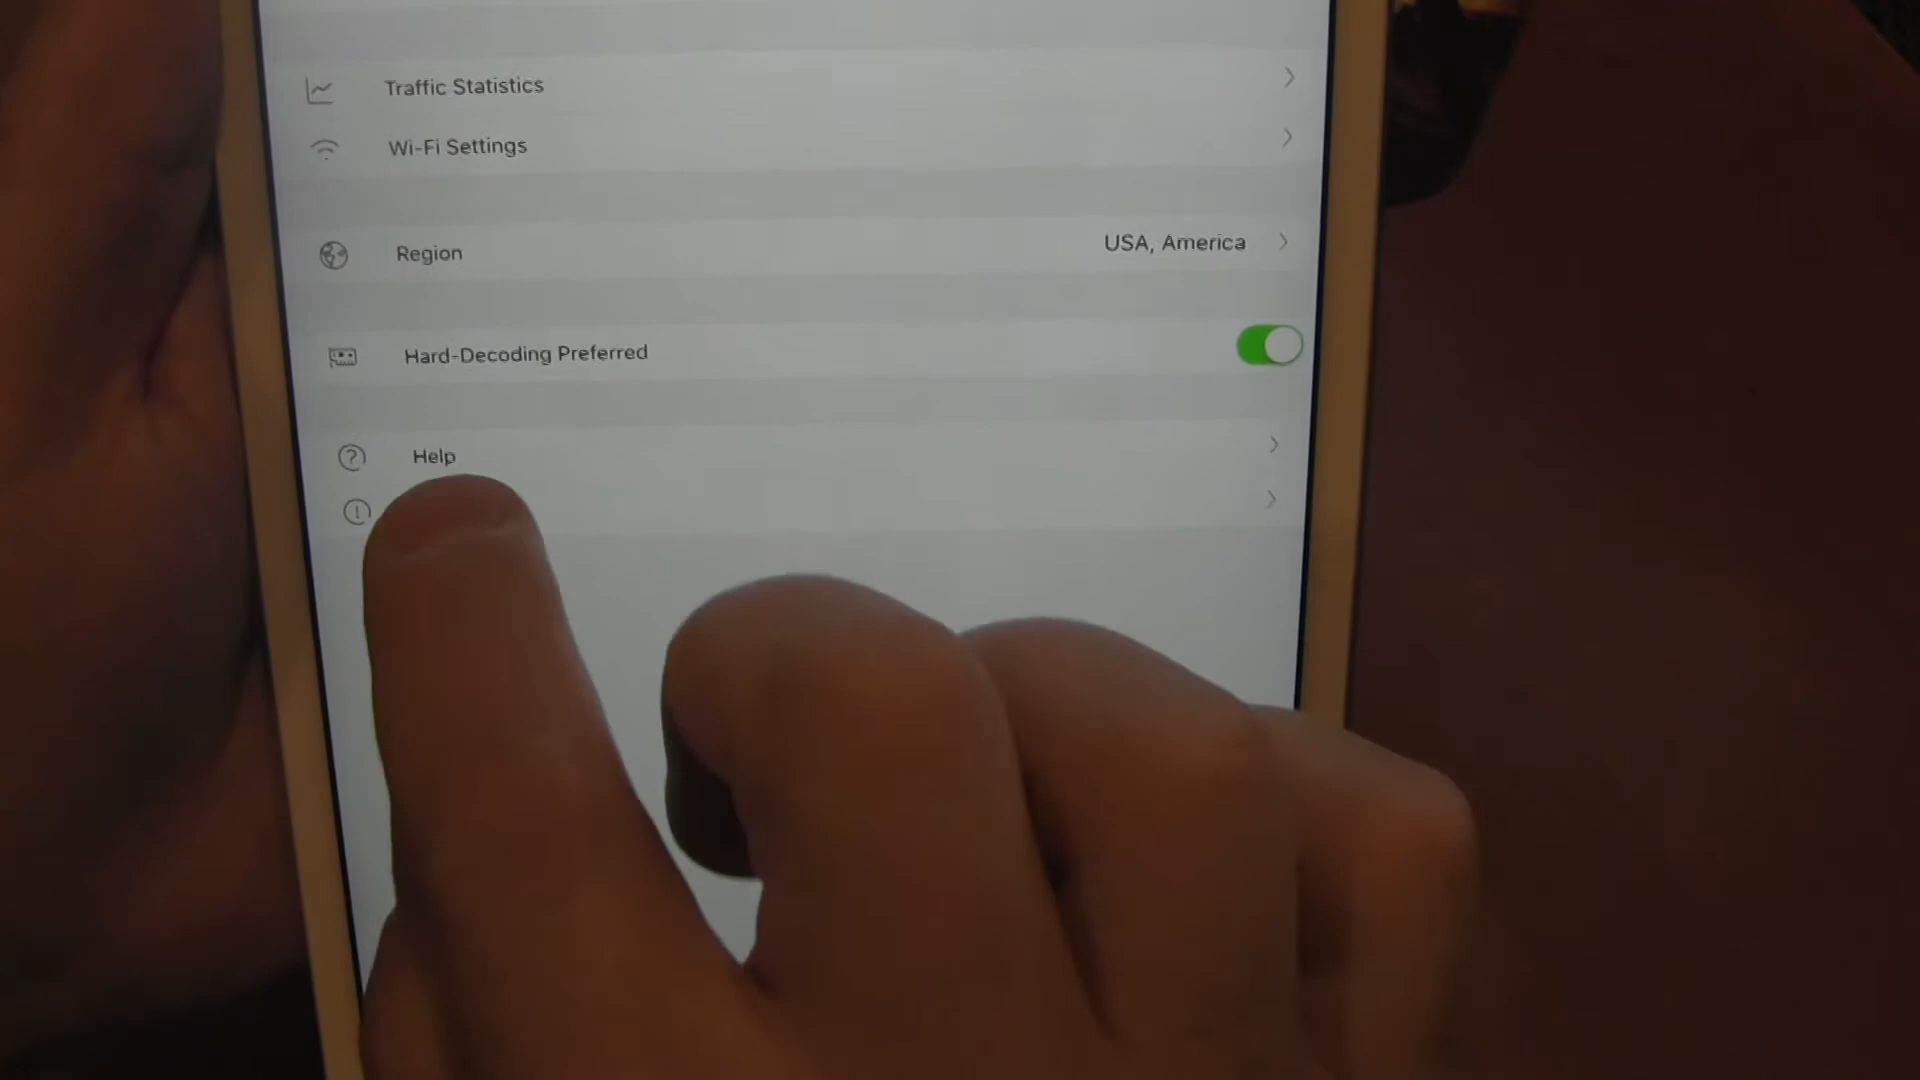 Traffic Statistics
Wi-Fi Settings
Region USA, America
Hard-Decoding Preferred
Help